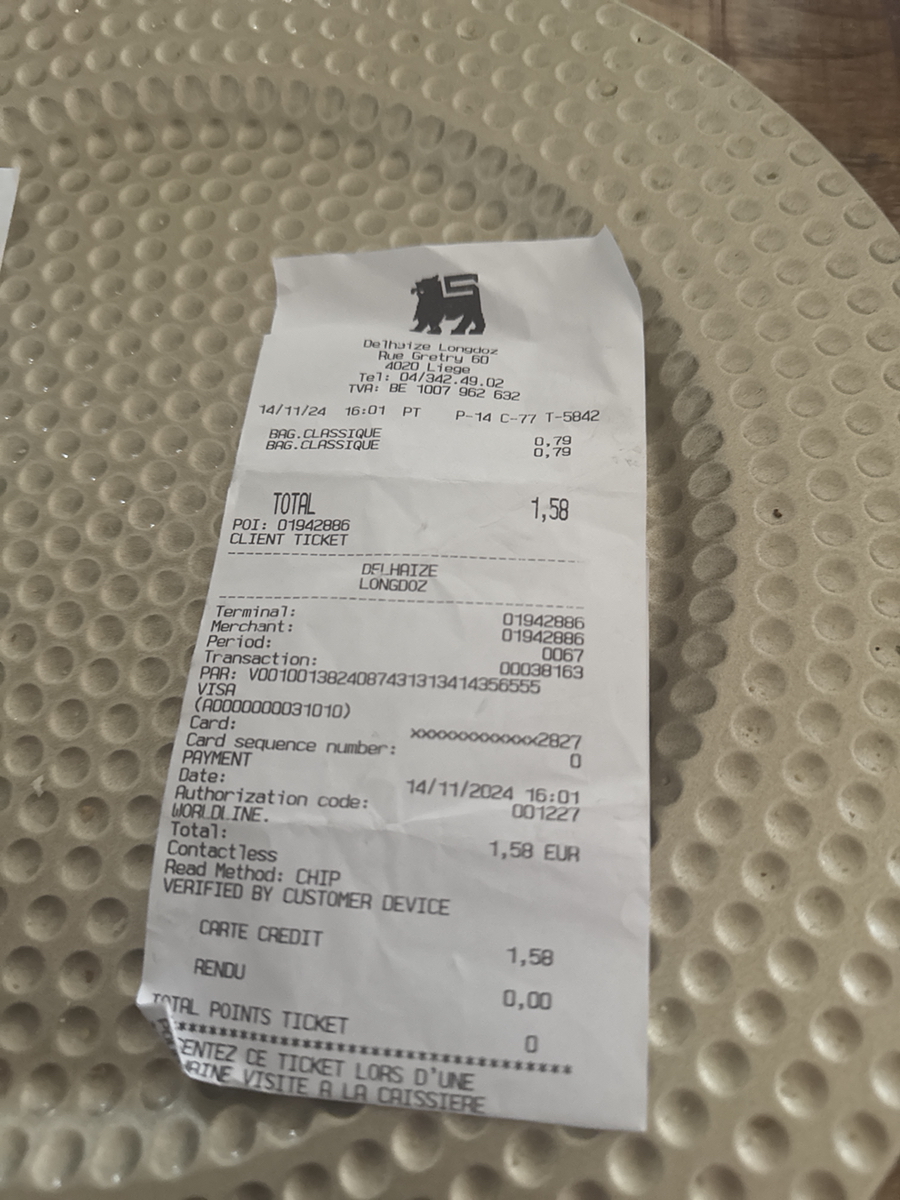 Delhaize Longdoz
Rue Gretry 60
4020 Liege
Tel: 04/342.49.02
TVA: BE 1007 962 632
14/11/24 16:01 PT P-14 C-77 T-5842
BAG.CLASSIQUE 0,79
BAG.CLASSIQUE 0,79
TOTAL 1,58
POI: 01942886
CLIENT TICKET
DELHAIZE
LONGDOZ
Terminal: 01942886
Merchant: 01942886
Period: 0067
Transaction: 00038163
PAR: V0010013824087431313414356555
VISA
(A0000000031010)
Card: xxxxxxxxxxxx2827
Card sequence number: 0
PAYMENT
Date: 14/11/2024 16:01
Authorization code: 001227
WORLDLINE.
Total: 1,58 EUR
Contactless
Read Method: CHIP
VERIFIED BY CUSTOMER DEVICE
CARTE CREDIT 1,58
RENDU 0,00
TOTAL POINTS TICKET 0
****************************************
ENTEZ CE TICKET LORS D'UNE
AINE VISITE A LA CAISSIERE